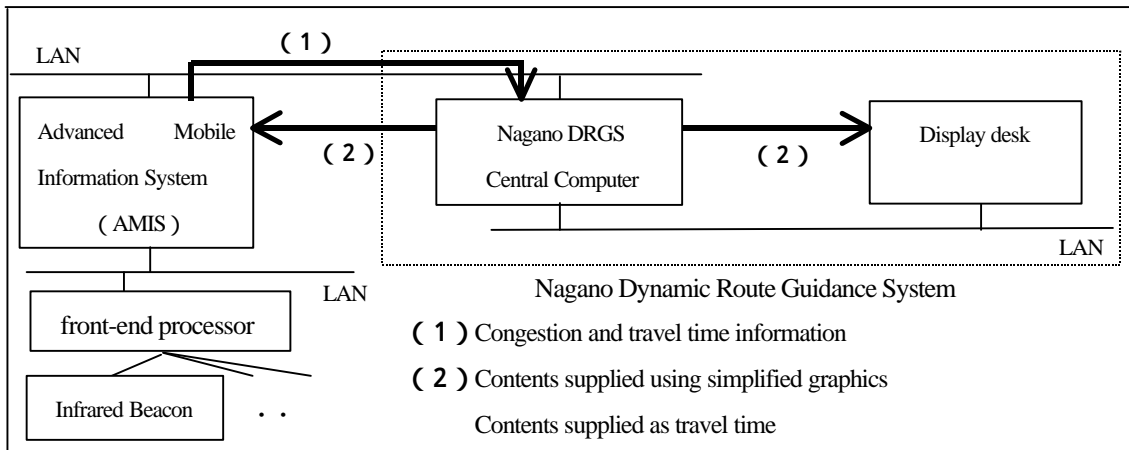 (1)
LAN
Advanced Mobile
Information System
(AMIS)
(2)
Nagano DRGS
Central Computer
(2)
Display desk
LAN
LAN
front-end processor
Infrared Beacon
. .
Nagano Dynamic Route Guidance System
(1) Congestion and travel time information
(2) Contents supplied using simplified graphics
Contents supplied as travel time